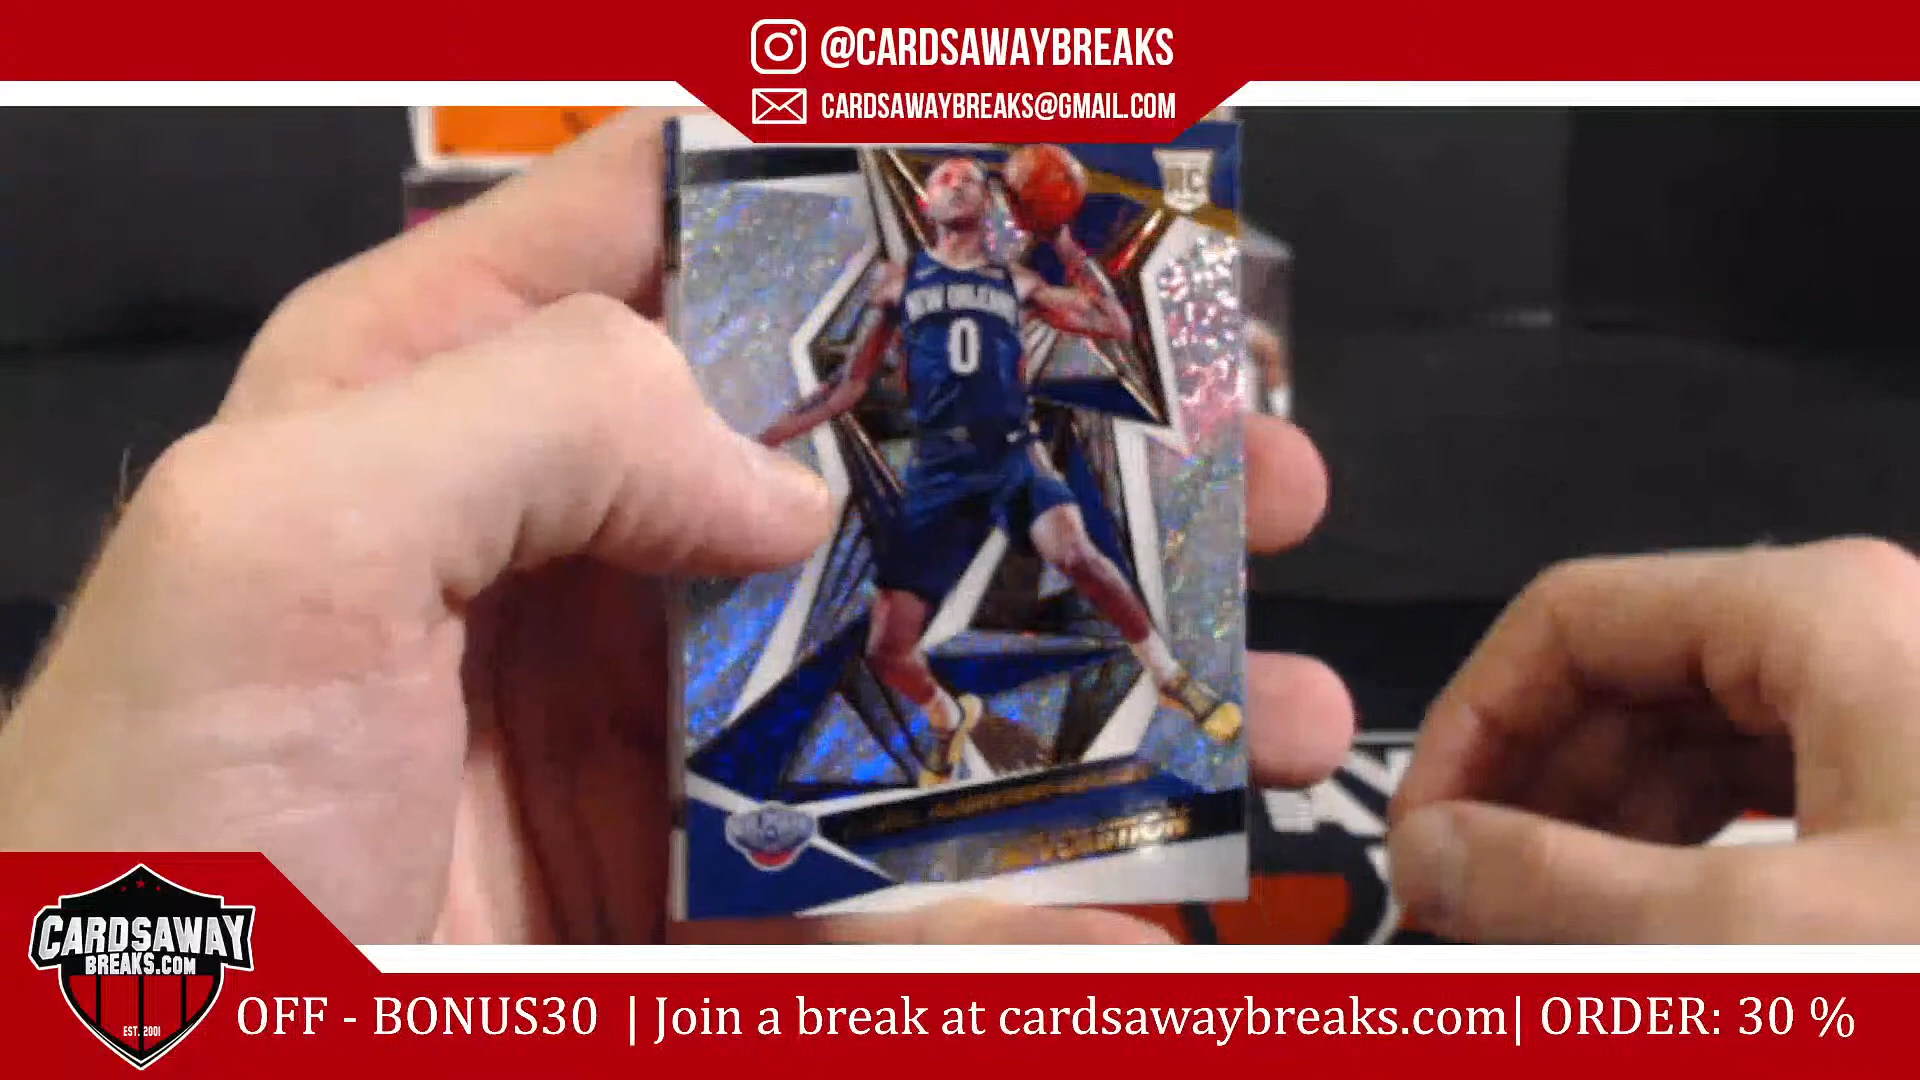 @CARDSAWAYBREAKS
CARDSAWAYBREAKS@GMAIL.COM
RC
NEW ORLEANS
0
CARDSAWAY
BREAKS.COM
EST. 2001
OFF - BONUS30 | Join a break at cardsawaybreaks.com| ORDER: 30 %